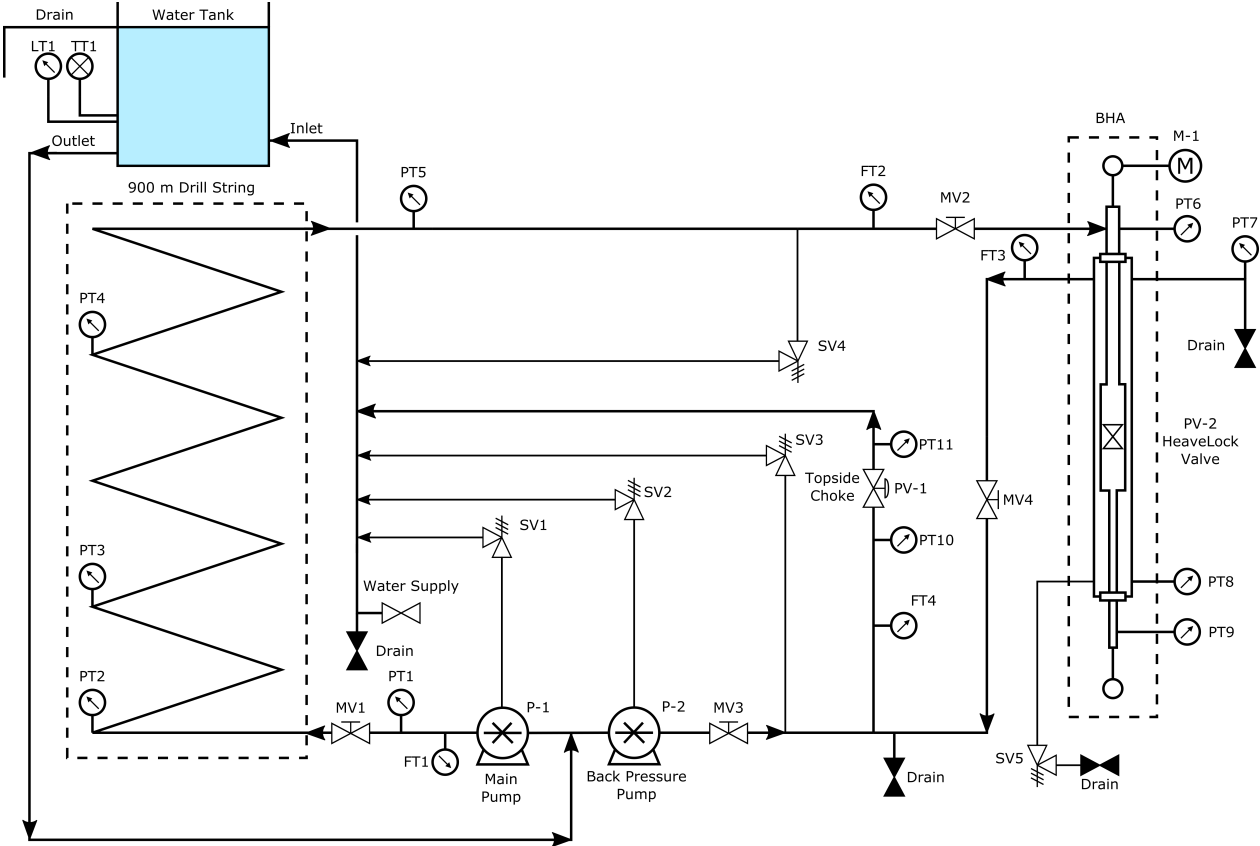 Drain
Water Tank
LT1
TT1
Outlet
Inlet
900 m Drill String
PT5
FT2
MV2
BHA
M-1
M
PT6
PT7
FT3
Drain
PT4
SV4
SV3
PT11
Topside
Choke
PV-1
PV-2
HeaveLock
Valve
SV2
MV4
SV1
PT10
PT3
Water Supply
FT4
PT8
PT9
Drain
PT2
PT1
MV1
P-1
P-2
MV3
FT1
Main
Pump
Back Pressure
Pump
Drain
SV5
Drain